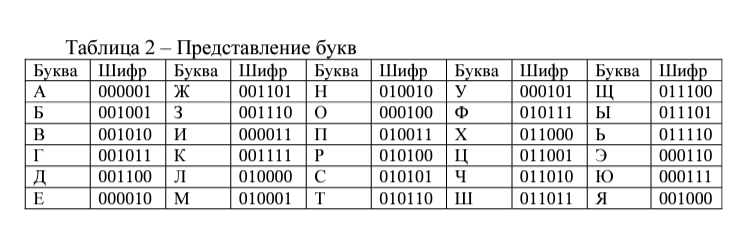 Таблица 2 – Представление букв
Буква Шифр Буква Шифр Буква Шифр Буква Шифр Буква Шифр
А 000001 Ж 001101 Н 010010 У 000101 Щ 011100
Б 001001 З 001110 О 000100 Ф 010111 Ы 011101
В 001010 И 000011 П 010011 Х 011000 Ь 011110
Г 001011 К 001111 Р 010100 Ц 011001 Э 000110
Д 001100 Л 010000 С 010101 Ч 011010 Ю 000111
Е 000010 М 010001 Т 010110 Ш 011011 Я 001000